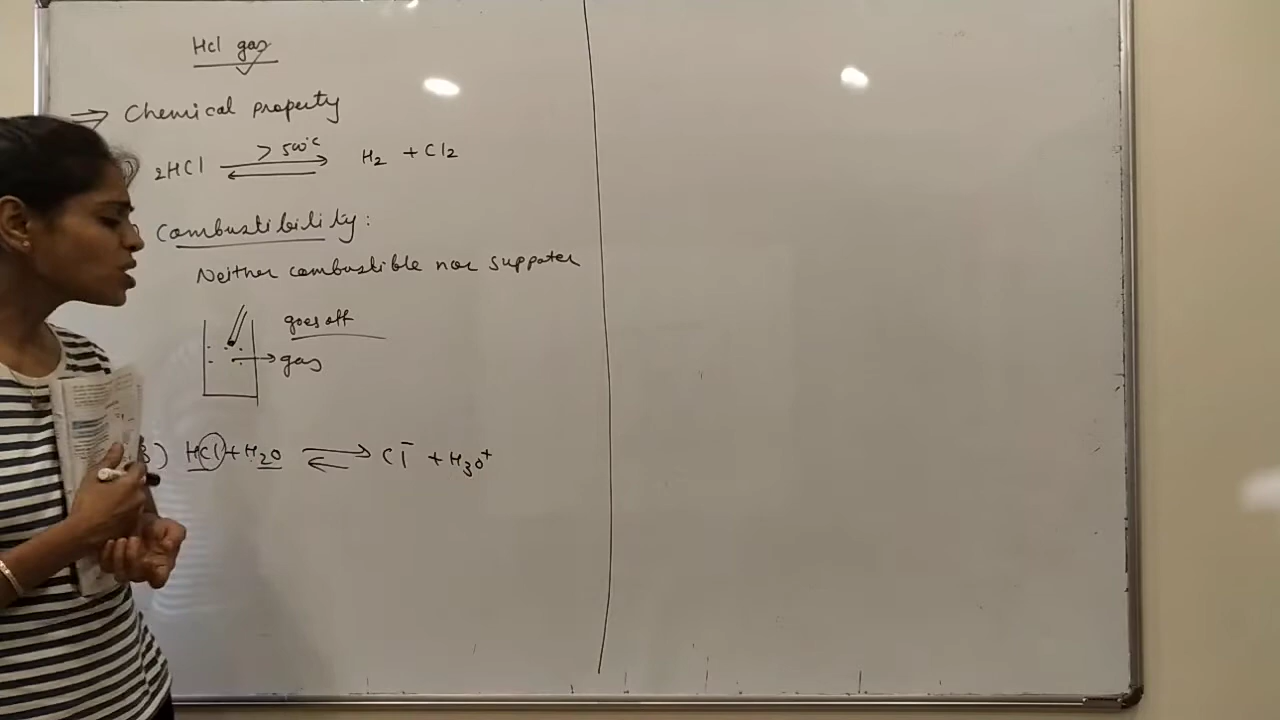 Hcl gas
⇒ Chemical property
) 2HCl ⇌ > 500°C H2 + Cl2
) Combustibility:
Neither combustible nor suppoter
goes off
→ gas
3) HCl + H2O ⇌ Cl⁻ + H3O⁺